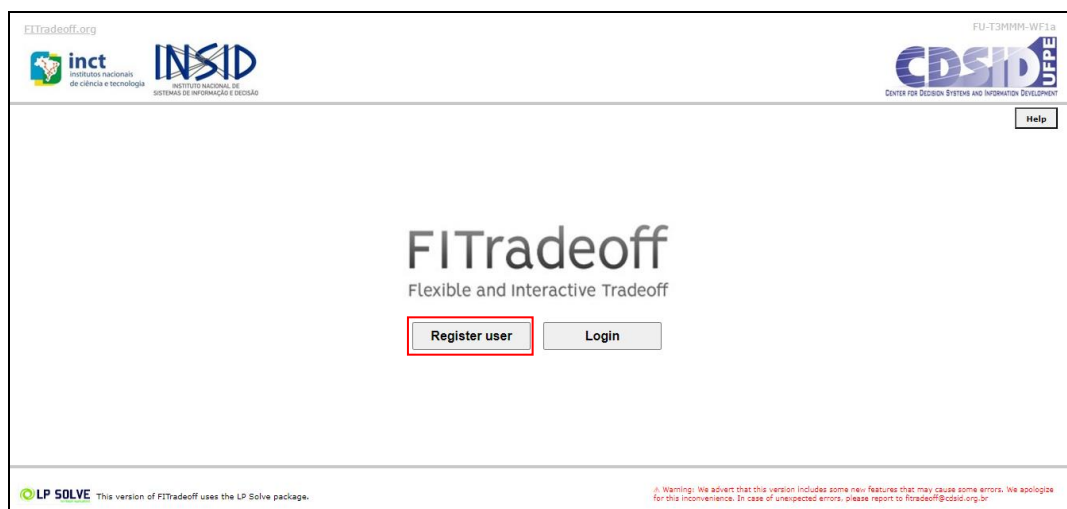 FITradeoff.org
FU-T3MMM-WF1a
inct
institutos nacionais
de ciência e tecnologia
INSID
INSTITUTO NACIONAL DE
SISTEMAS DE INFORMAÇÃO E DECISÃO
CDSID UFPE
CENTER FOR DECISION SYSTEMS AND INFORMATION DEVELOPMENT
Help
FITradeoff
Flexible and Interactive Tradeoff
Register user
Login
LP SOLVE This version of FITradeoff uses the LP Solve package.
⚠ Warning: We advert that this version includes some new features that may cause some errors. We apologize
for this inconvenience. In case of unexpected errors, please report to fitradeoff@cdsid.org.br